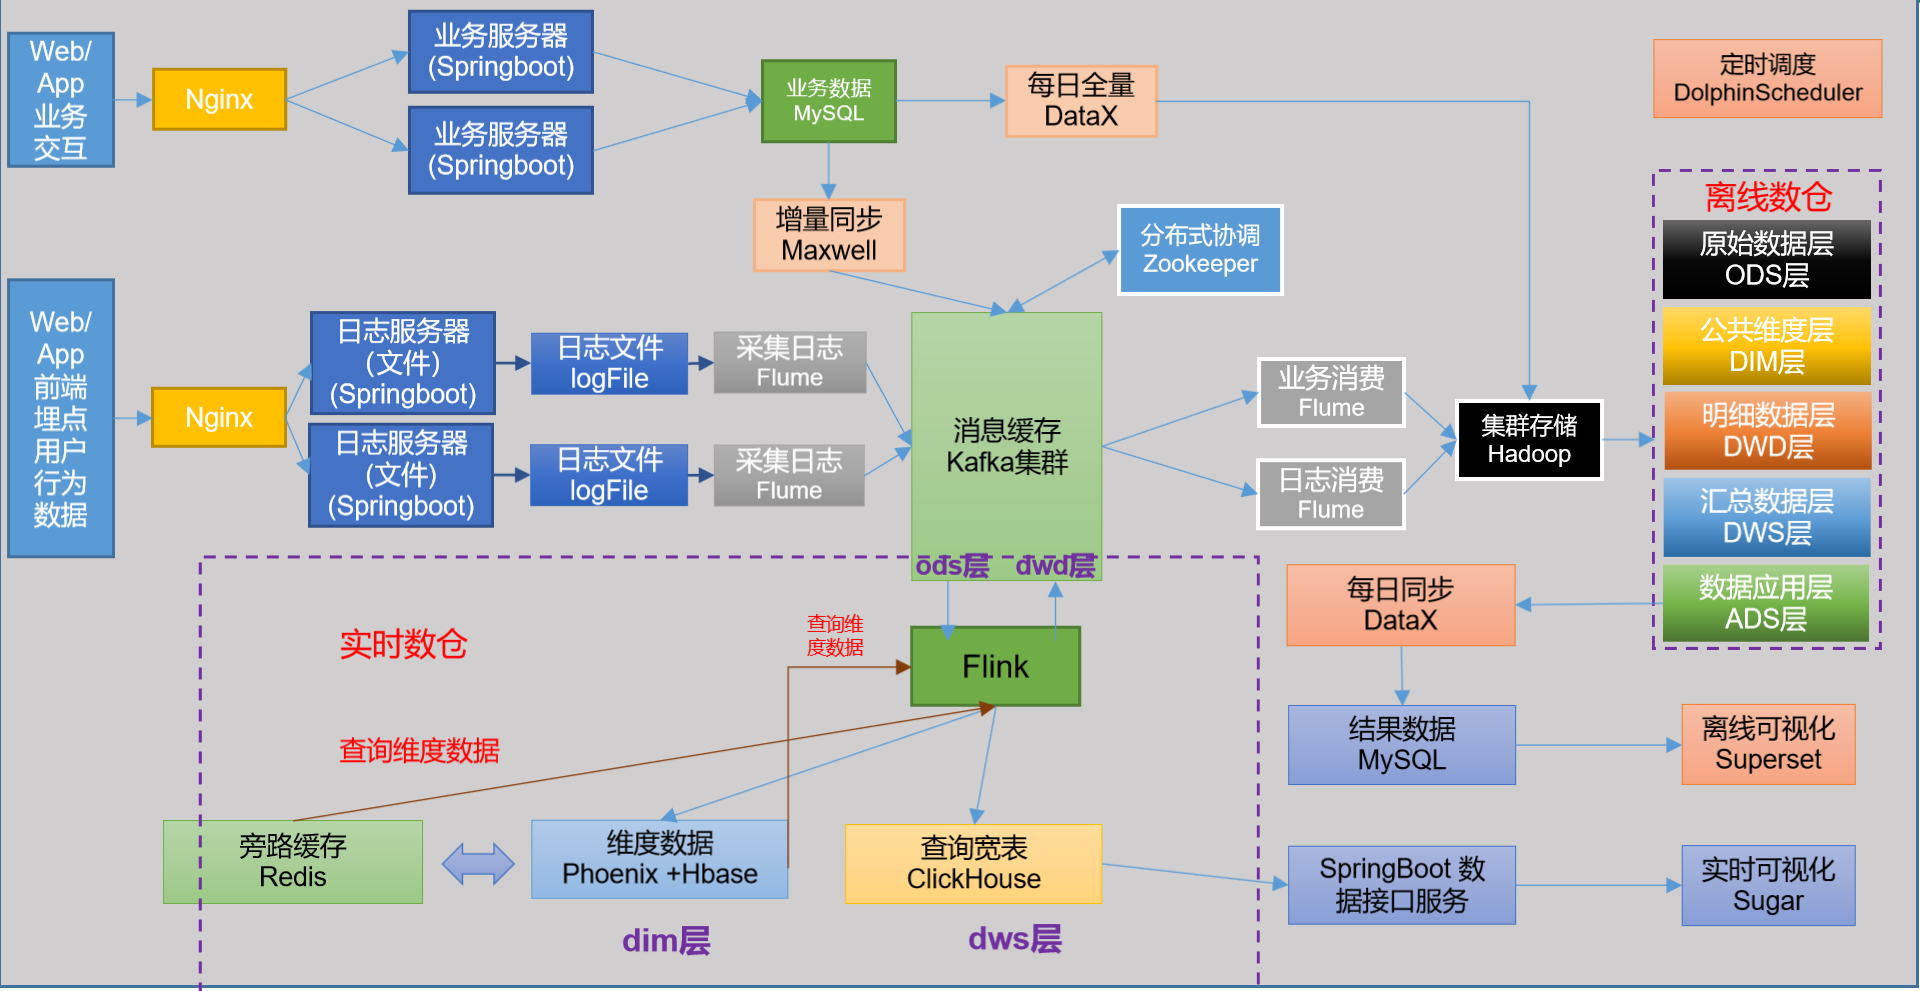 Web/
App
业务
交互
Nginx
业务服务器
(Springboot)
业务服务器
(Springboot)
业务数据
MySQL
每日全量
DataX
定时调度
DolphinScheduler
增量同步
Maxwell
分布式协调
Zookeeper
Web/
App
前端
埋点
用户
行为
数据
Nginx
日志服务器
(文件)
(Springboot)
日志服务器
(文件)
(Springboot)
日志文件
logFile
日志文件
logFile
采集日志
Flume
采集日志
Flume
消息缓存
Kafka集群
ods层 dwd层
业务消费
Flume
日志消费
Flume
集群存储
Hadoop
离线数仓
原始数据层
ODS层
公共维度层
DIM层
明细数据层
DWD层
汇总数据层
DWS层
数据应用层
ADS层
每日同步
DataX
结果数据
MySQL
离线可视化
Superset
实时数仓
查询维
度数据
Flink
查询维度数据
旁路缓存
Redis
维度数据
Phoenix +Hbase
查询宽表
ClickHouse
SpringBoot 数
据接口服务
实时可视化
Sugar
dim层
dws层